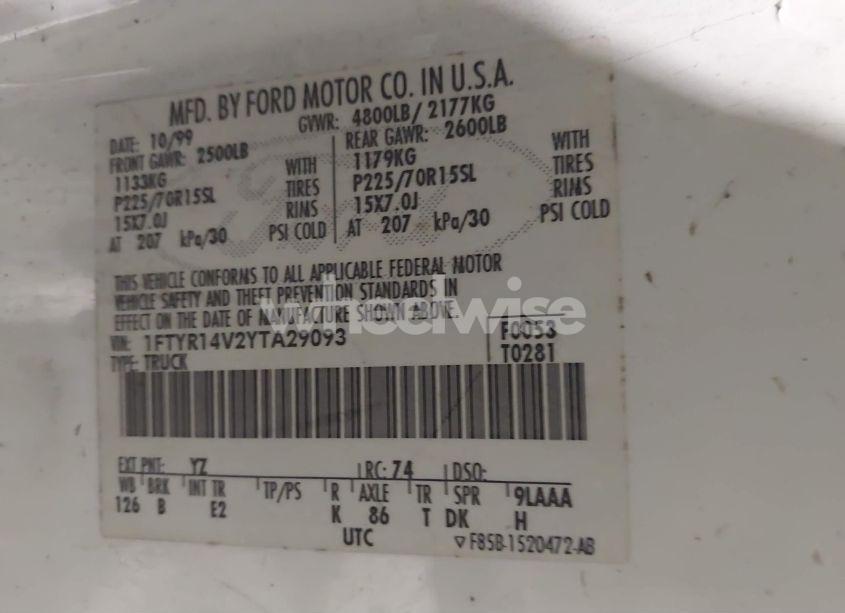 MFD. BY FORD MOTOR CO. IN U.S.A.
DATE: 10/99 GVWR: 4800LB/ 2177KG
FRONT GAWR: 2500LB REAR GAWR: 2600LB
1133KG WITH 1179KG WITH
P225/70R15SL TIRES P225/70R15SL TIRES
15X7.0J RIMS 15X7.0J RIMS
AT 207 kPa/30 PSI COLD AT 207 kPa/30 PSI COLD
THIS VEHICLE CONFORMS TO ALL APPLICABLE FEDERAL MOTOR
VEHICLE SAFETY AND THEFT PREVENTION STANDARDS IN
EFFECT ON THE DATE OF MANUFACTURE SHOWN ABOVE.
wheelwise
VIN: 1FTYR14V2YTA29093 F0053
TYPE: TRUCK T0281
EXT PNT: YZ RC: 74 DSO:
WB BRK INT TR TP/PS R AXLE TR SPR 9LAAA
126 B E2 K 86 T DK H
UTC F85B-1520472-AB